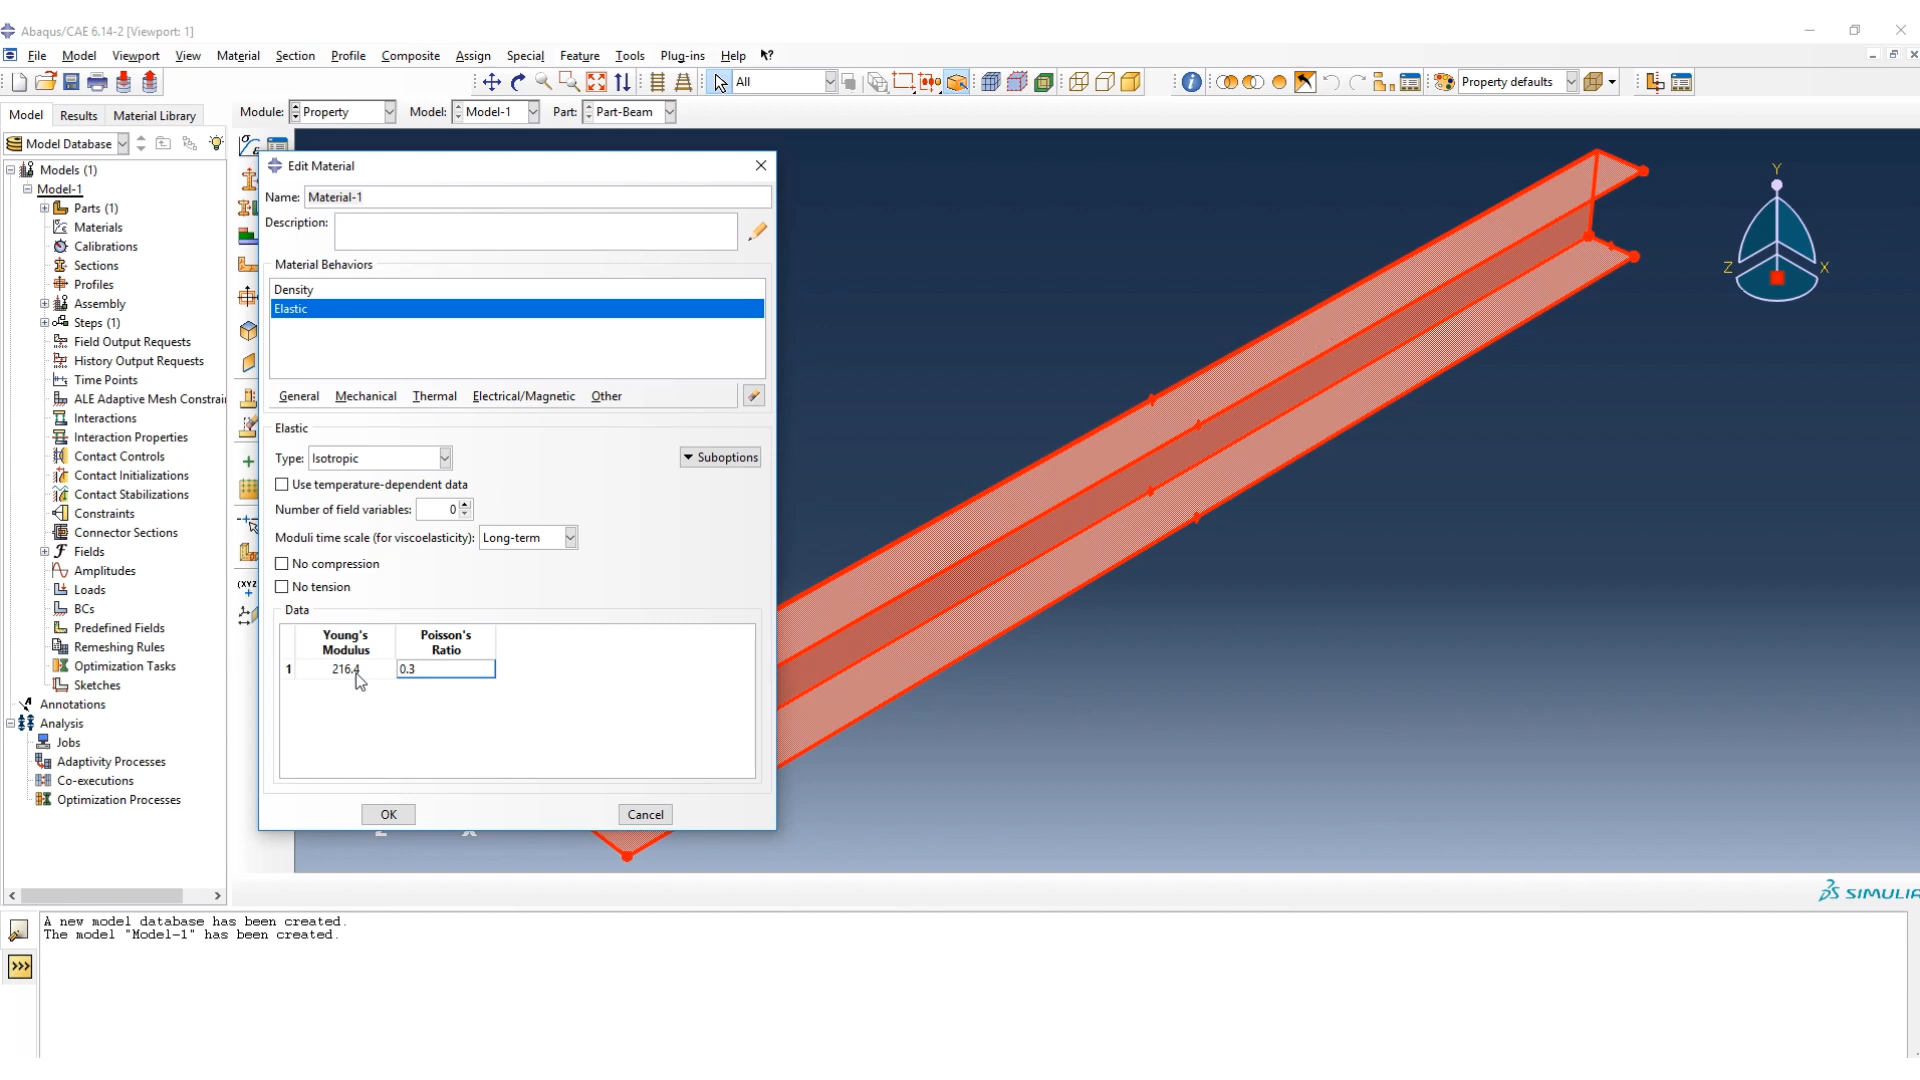 Abaqus/CAE 6.14-2 [Viewport: 1]
File Model Viewport View Material Section Profile Composite Assign Special Feature Tools Plug-ins Help
All
Property defaults
Model Results Material Library
Module: Property Model: Model-1 Part: Part-Beam
Model Database
Models (1)
Model-1
Parts (1)
Materials
Calibrations
Sections
Profiles
Assembly
Steps (1)
Field Output Requests
History Output Requests
Time Points
ALE Adaptive Mesh Constrai
Interactions
Interaction Properties
Contact Controls
Contact Initializations
Contact Stabilizations
Constraints
Connector Sections
Fields
Amplitudes
Loads
BCs
Predefined Fields
Remeshing Rules
Optimization Tasks
Sketches
Annotations
Analysis
Jobs
Adaptivity Processes
Co-executions
Optimization Processes
Edit Material
Name: Material-1
Description:
Material Behaviors
Density
Elastic
General Mechanical Thermal Electrical/Magnetic Other
Elastic
Type: Isotropic Suboptions
Use temperature-dependent data
Number of field variables: 0
Moduli time scale (for viscoelasticity): Long-term
No compression
No tension
Data
Young's Modulus Poisson's Ratio
1 216.4 0.3
OK Cancel
Y
Z X
Z X
SIMULIA
A new model database has been created.
The model "Model-1" has been created.
>>>
(XYZ